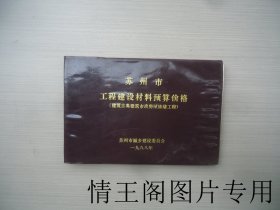 苏州市
工程建设材料预算价格
苏州市城乡建设委员会
一九八八年
情王阁图片专用